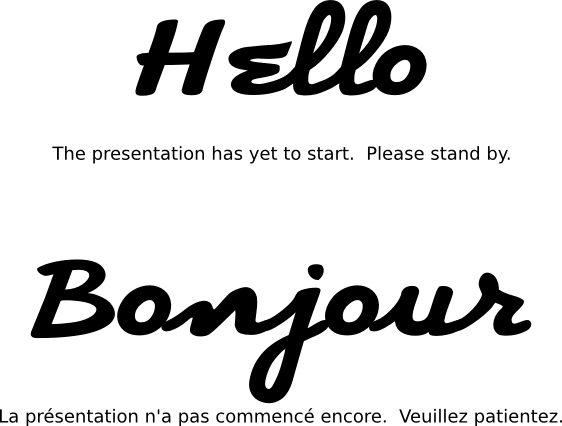 Hello
The presentation has yet to start.  Please stand by.
Bonjour
La présentation n'a pas commencé encore.  Veuillez patientez.